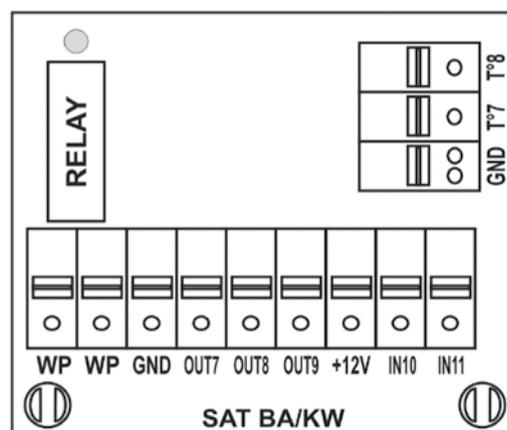 RELAY
T°8
T°7
GND
WP WP GND OUT7 OUT8 OUT9 +12V IN10 IN11
SAT BA/KW